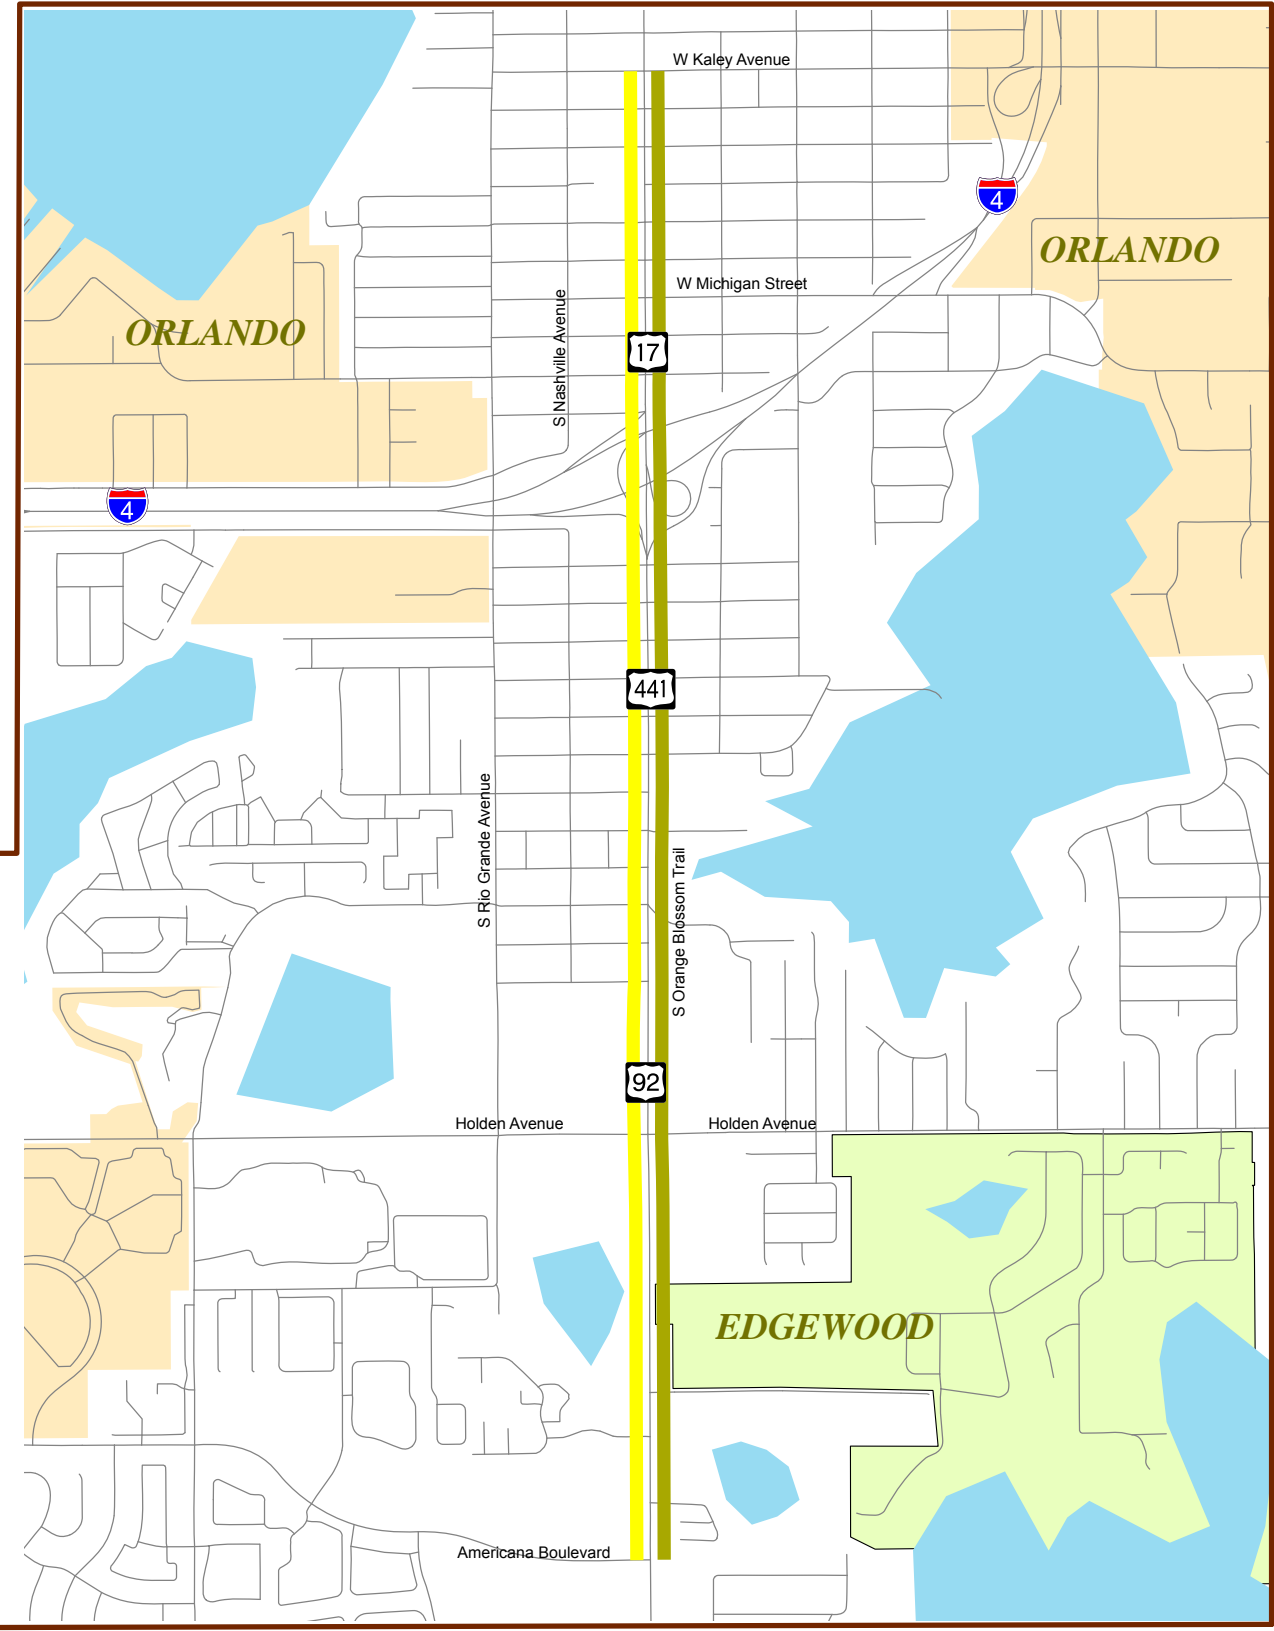 W Kaley Avenue
4
ORLANDO
W Michigan Street
S Nashville Avenue
ORLANDO
17
4
441
S Rio Grande Avenue
S Orange Blossom Trail
92
Holden Avenue
Holden Avenue
EDGEWOOD
Americana Boulevard